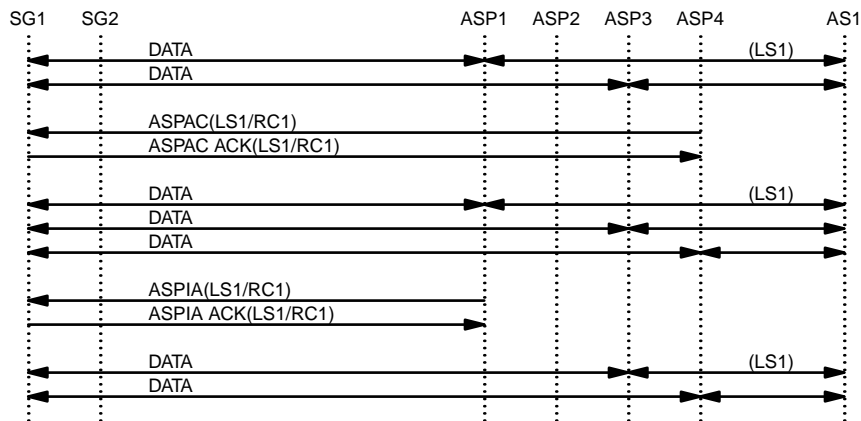 SG1 SG2 ASP1 ASP2 ASP3 ASP4 AS1
DATA (LS1)
DATA
ASPAC(LS1/RC1)
ASPAC ACK(LS1/RC1)
DATA (LS1)
DATA
DATA
ASPIA(LS1/RC1)
ASPIA ACK(LS1/RC1)
DATA (LS1)
DATA